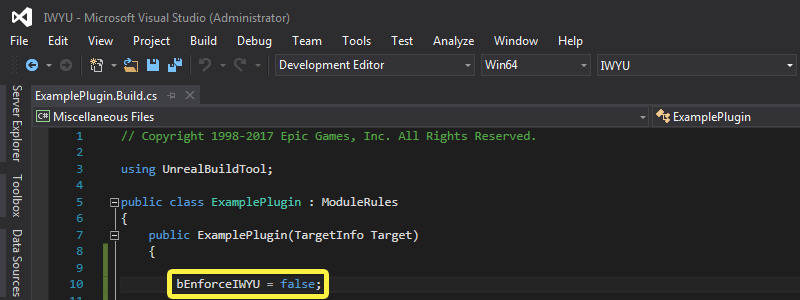 IWYU - Microsoft Visual Studio (Administrator)
File Edit View Project Build Debug Team Tools Test Analyze Window Help
Development Editor Win64 IWYU
ExamplePlugin.Build.cs
Miscellaneous Files ExamplePlugin
Server Explorer
Toolbox
Data Sources
1 // Copyright 1998-2017 Epic Games, Inc. All Rights Reserved.
2
3 using UnrealBuildTool;
4
5 public class ExamplePlugin : ModuleRules
6 {
7 public ExamplePlugin(TargetInfo Target)
8 {
9
10 bEnforceIWYU = false;